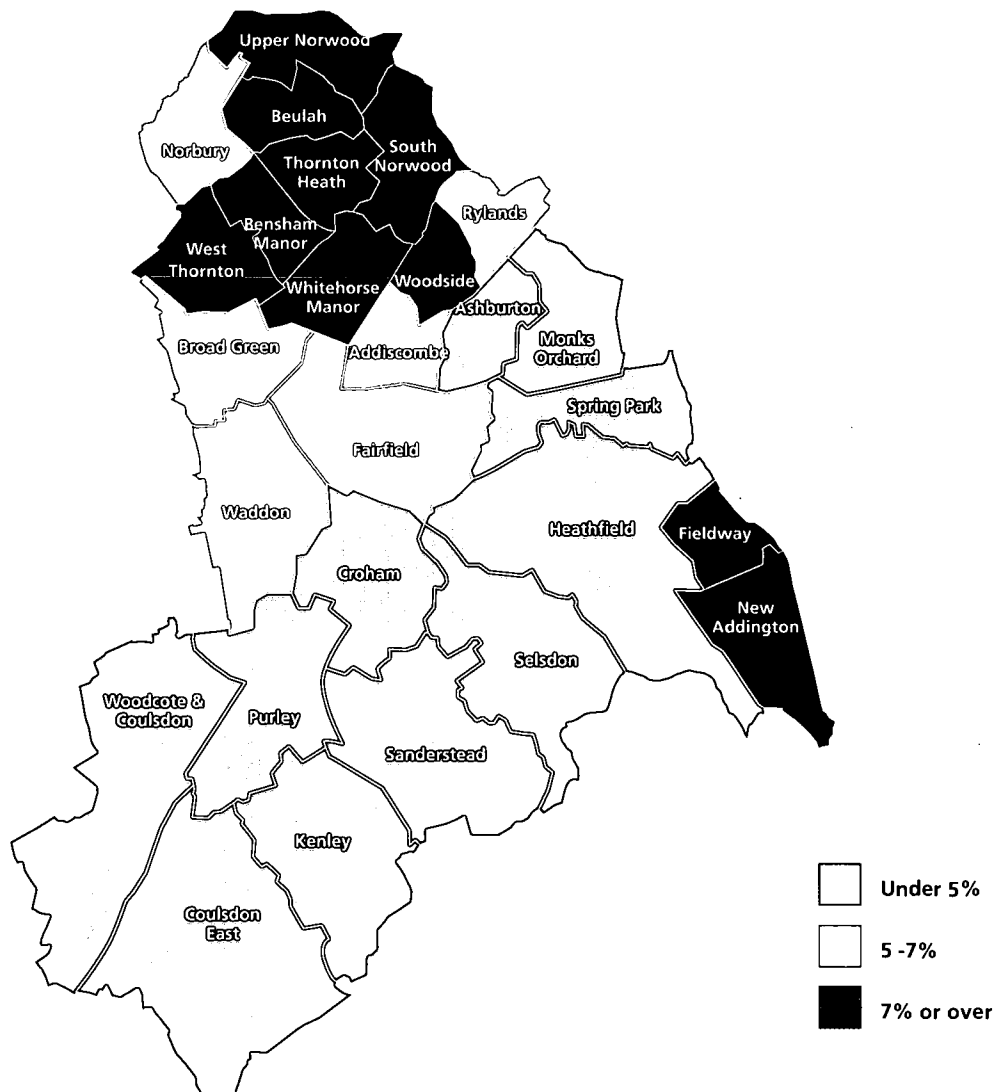 Upper Norwood
Beulah
Norbury
South
Norwood
Thornton
Heath
Rylands
Bensham
Manor
West
Thornton
Woodside
Whitehorse
Manor
Ashburton
Monks
Orchard
Broad Green
Addiscombe
Spring Park
Fairfield
Waddon
Heathfield
Fieldway
Croham
New
Addington
Selsdon
Woodcote &
Coulsdon
Purley
Sanderstead
Kenley
Coulsdon
East
Under 5%
5 -7%
7% or over